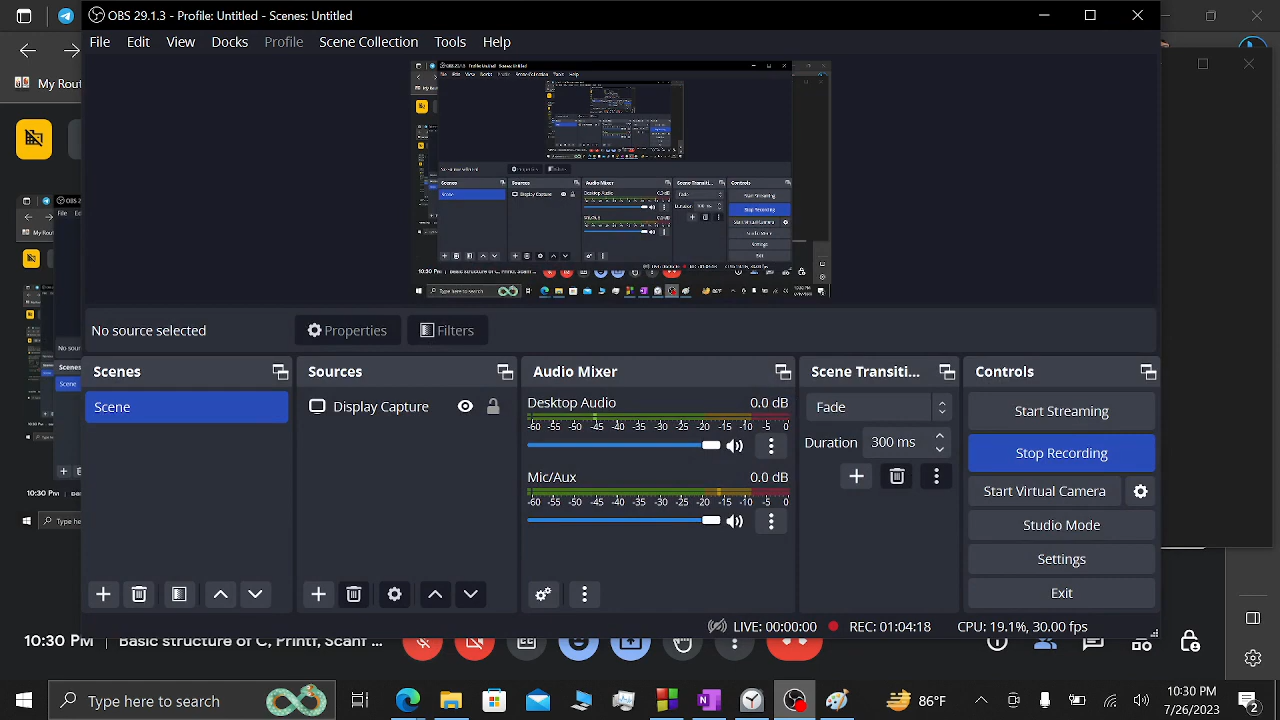 OBS 29.1.3 - Profile: Untitled - Scenes: Untitled
File Edit View Docks Profile Scene Collection Tools Help
My Rout
No source selected
Properties
Filters
Scenes
Sources
Audio Mixer
Scene Transiti...
Controls
Scene
Display Capture
Desktop Audio 0.0 dB
-60 -55 -50 -45 -40 -35 -30 -25 -20 -15 -10 -5 0
Mic/Aux 0.0 dB
-60 -55 -50 -45 -40 -35 -30 -25 -20 -15 -10 -5 0
Fade
Duration 300 ms
Start Streaming
Stop Recording
Start Virtual Camera
Studio Mode
Settings
Exit
LIVE: 00:00:00 REC: 01:04:18 CPU: 19.1%, 30.00 fps
10:30 PM Basic structure of C, Printf, Scanf ...
Type here to search
86°F
10:30 PM
7/26/2023
2